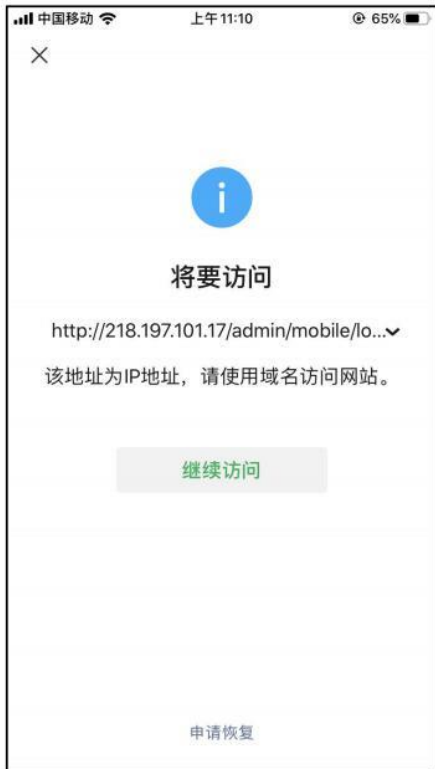 中国移动 上午11:10 65%
将要访问
http://218.197.101.17/admin/mobile/lo...
该地址为IP地址，请使用域名访问网站。
继续访问
申请恢复